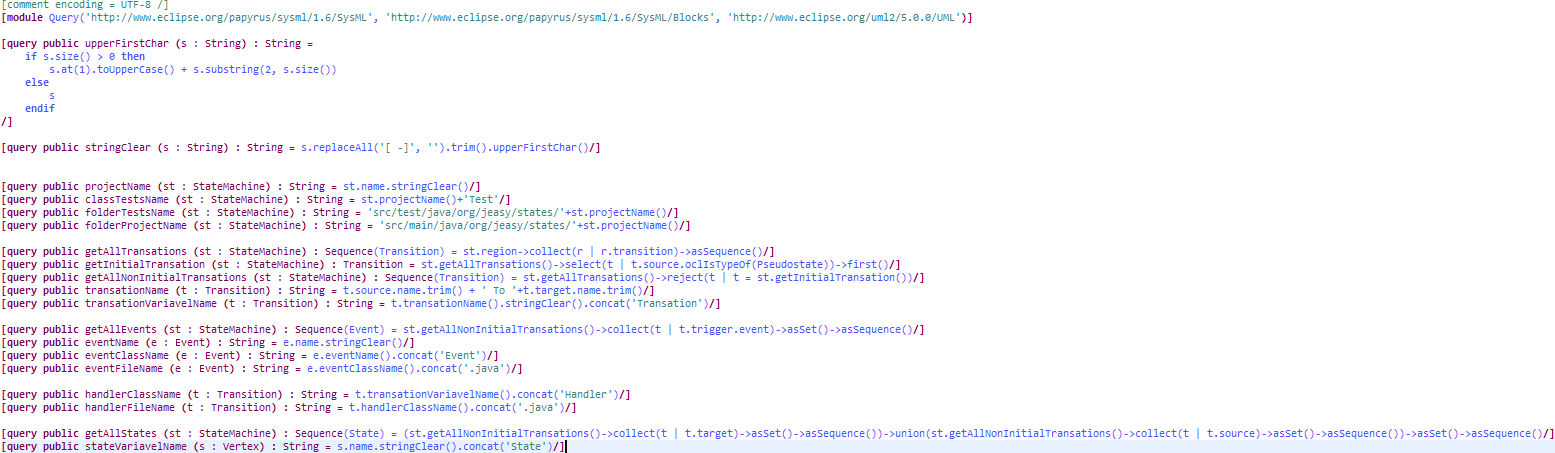 [comment encoding = UTF-8 /]
[module Query('http://www.eclipse.org/papyrus/sysml/1.6/SysML', 'http://www.eclipse.org/papyrus/sysml/1.6/SysML/Blocks', 'http://www.eclipse.org/uml2/5.0.0/UML')]
[query public upperFirstChar (s : String) : String =
if s.size() > 0 then
s.at(1).toUpperCase() + s.substring(2, s.size())
else
s
endif
/]
[query public stringClear (s : String) : String = s.replaceAll('[ -]', '').trim().upperFirstChar()/]
[query public projectName (st : StateMachine) : String = st.name.stringClear()/]
[query public classTestsName (st : StateMachine) : String = st.projectName()+'Test'/]
[query public folderTestsName (st : StateMachine) : String = 'src/test/java/org/jeasy/states/'+st.projectName()/]
[query public folderProjectName (st : StateMachine) : String = 'src/main/java/org/jeasy/states/'+st.projectName()/]
[query public getAllTransations (st : StateMachine) : Sequence(Transition) = st.region->collect(r | r.transition)->asSequence()/]
[query public getInitialTransation (st : StateMachine) : Transition = st.getAllTransations()->select(t | t.source.oclIsTypeOf(Pseudostate))->first()/]
[query public getAllNonInitialTransations (st : StateMachine) : Sequence(Transition) = st.getAllTransations()->reject(t | t = st.getInitialTransation())/]
[query public transationName (t : Transition) : String = t.source.name.trim() + ' To '+t.target.name.trim()/]
[query public transationVariavelName (t : Transition) : String = t.transationName().stringClear().concat('Transation')/]
[query public getAllEvents (st : StateMachine) : Sequence(Event) = st.getAllNonInitialTransations()->collect(t | t.trigger.event)->asSet()->asSequence()/]
[query public eventName (e : Event) : String = e.name.stringClear()/]
[query public eventClassName (e : Event) : String = e.eventName().concat('Event')/]
[query public eventFileName (e : Event) : String = e.eventClassName().concat('.java')/]
[query public handlerClassName (t : Transition) : String = t.transationVariavelName().concat('Handler')/]
[query public handlerFileName (t : Transition) : String = t.handlerClassName().concat('.java')/]
[query public getAllStates (st : StateMachine) : Sequence(State) = (st.getAllNonInitialTransations()->collect(t | t.target)->asSet()->asSequence())->union(st.getAllNonInitialTransations()->collect(t | t.source)->asSet()->asSequence())->asSet()->asSequence()/]
[query public stateVariavelName (s : Vertex) : String = s.name.stringClear().concat('State')/]